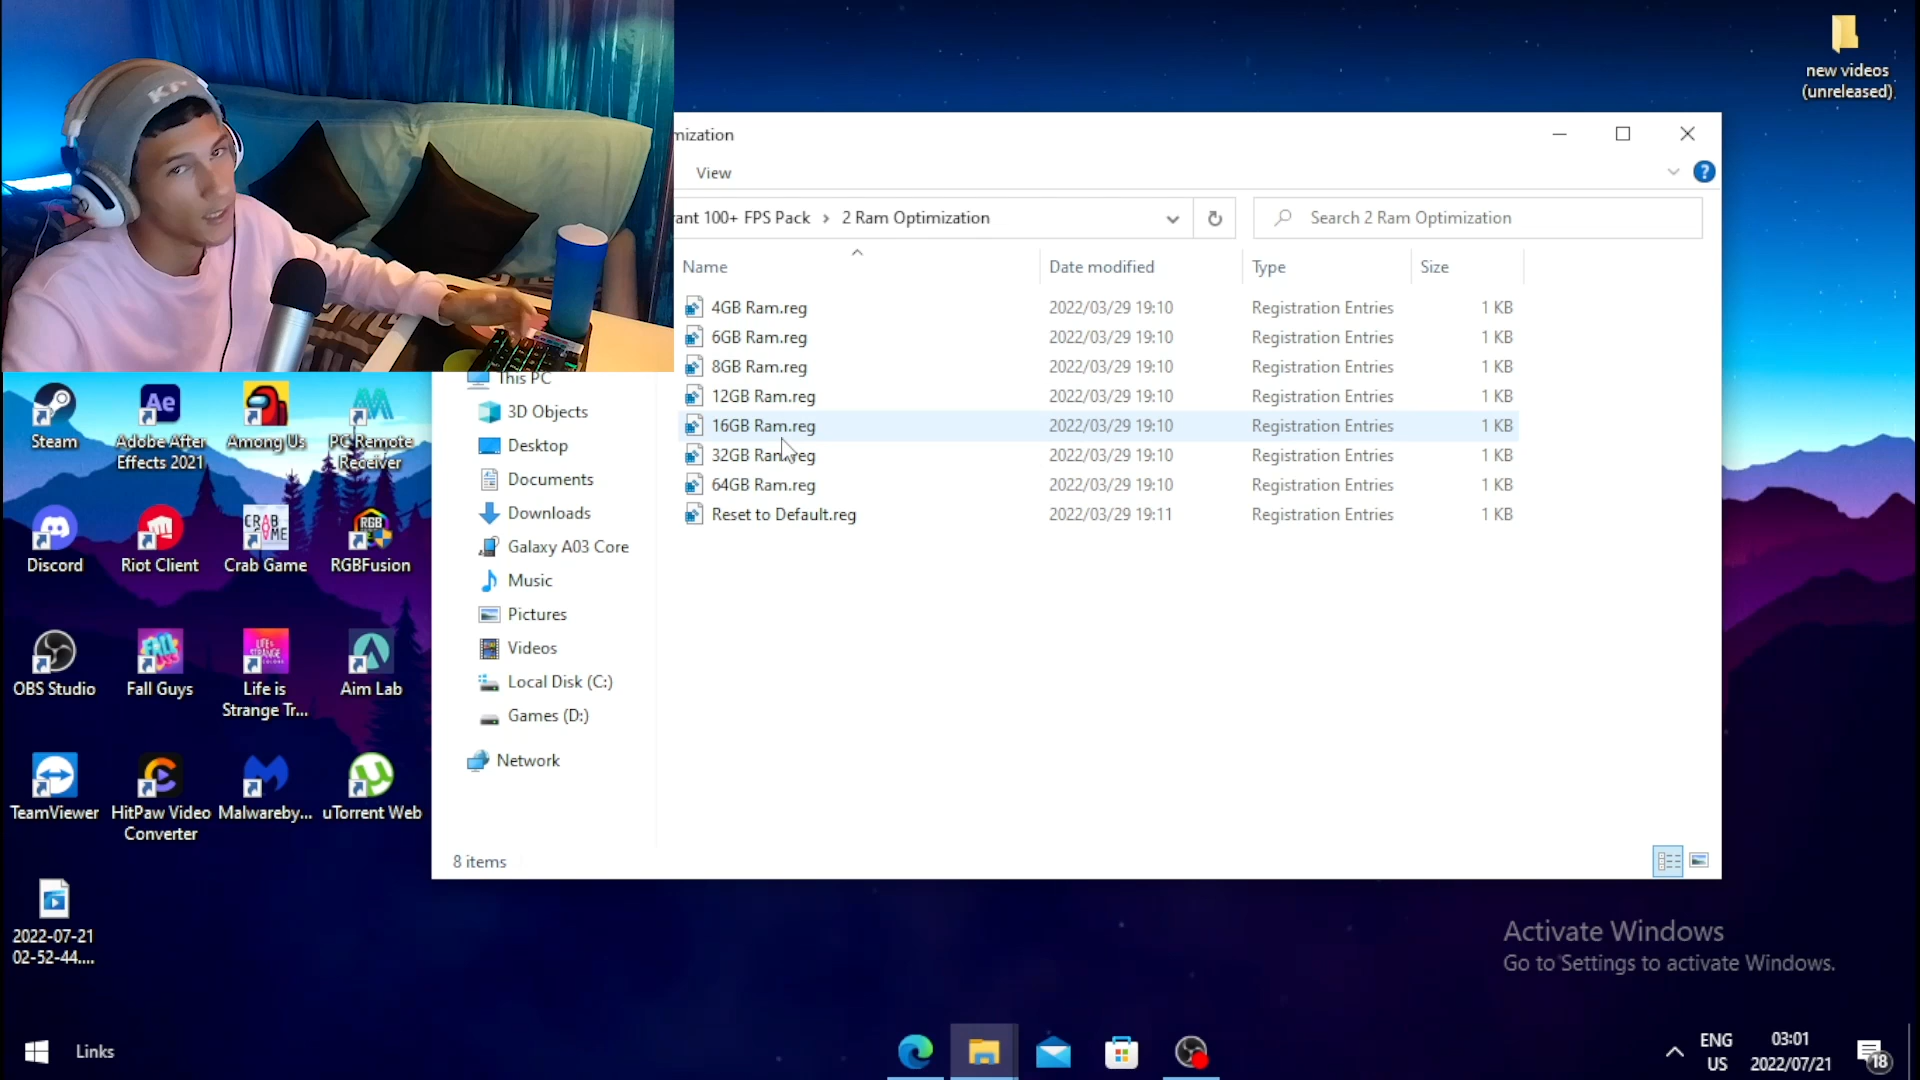 new videos
(unreleased)
mization
View
rant 100+ FPS Pack > 2 Ram Optimization
Search 2 Ram Optimization
Name
Date modified
Type
Size
4GB Ram.reg 2022/03/29 19:10 Registration Entries 1 KB
6GB Ram.reg 2022/03/29 19:10 Registration Entries 1 KB
8GB Ram.reg 2022/03/29 19:10 Registration Entries 1 KB
12GB Ram.reg 2022/03/29 19:10 Registration Entries 1 KB
16GB Ram.reg 2022/03/29 19:10 Registration Entries 1 KB
32GB Ram.reg 2022/03/29 19:10 Registration Entries 1 KB
64GB Ram.reg 2022/03/29 19:10 Registration Entries 1 KB
Reset to Default.reg 2022/03/29 19:11 Registration Entries 1 KB
This PC
3D Objects
Desktop
Documents
Downloads
Galaxy A03 Core
Music
Pictures
Videos
Local Disk (C:)
Games (D:)
Network
8 items
Steam
Adobe After
Effects 2021
Among Us
PC Remote
Receiver
Discord
Riot Client
CRAB
GAME
Crab Game
RGB
RGBFusion
OBS Studio
FALL
GUYS
Fall Guys
Life is
Strange Tr...
Aim Lab
TeamViewer
HitPaw Video
Converter
Malwareby...
uTorrent Web
2022-07-21
02-52-44....
Activate Windows
Go to Settings to activate Windows.
Links
ENG
US
03:01
2022/07/21
18